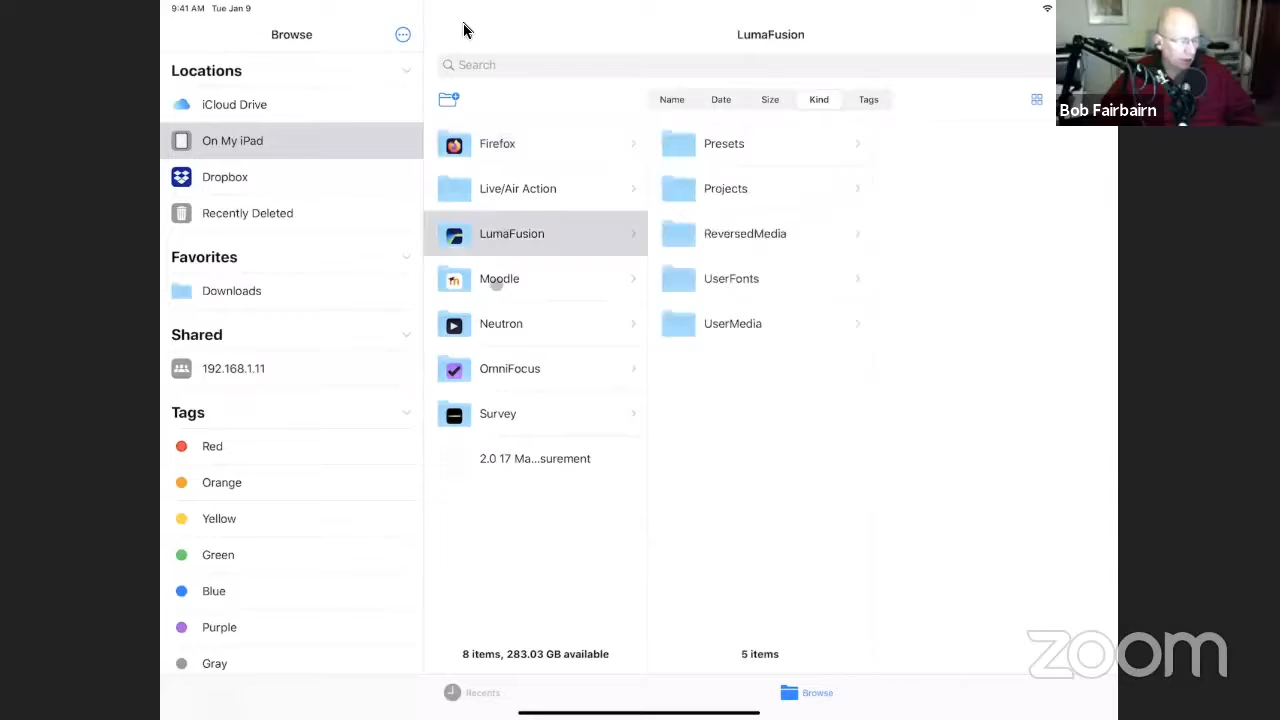 9:41 AM Tue Jan 9
Browse
LumaFusion
Locations
iCloud Drive
On My iPad
Dropbox
Recently Deleted
Favorites
Downloads
Shared
192.168.1.11
Tags
Red
Orange
Yellow
Green
Blue
Purple
Gray
Search
Name Date Size Kind Tags
Firefox
Live/Air Action
LumaFusion
Moodle
Neutron
OmniFocus
Survey
2.0 17 Ma...surement
8 items, 283.03 GB available
Presets
Projects
ReversedMedia
UserFonts
UserMedia
5 items
Recents
Browse
Bob Fairbairn
zoom